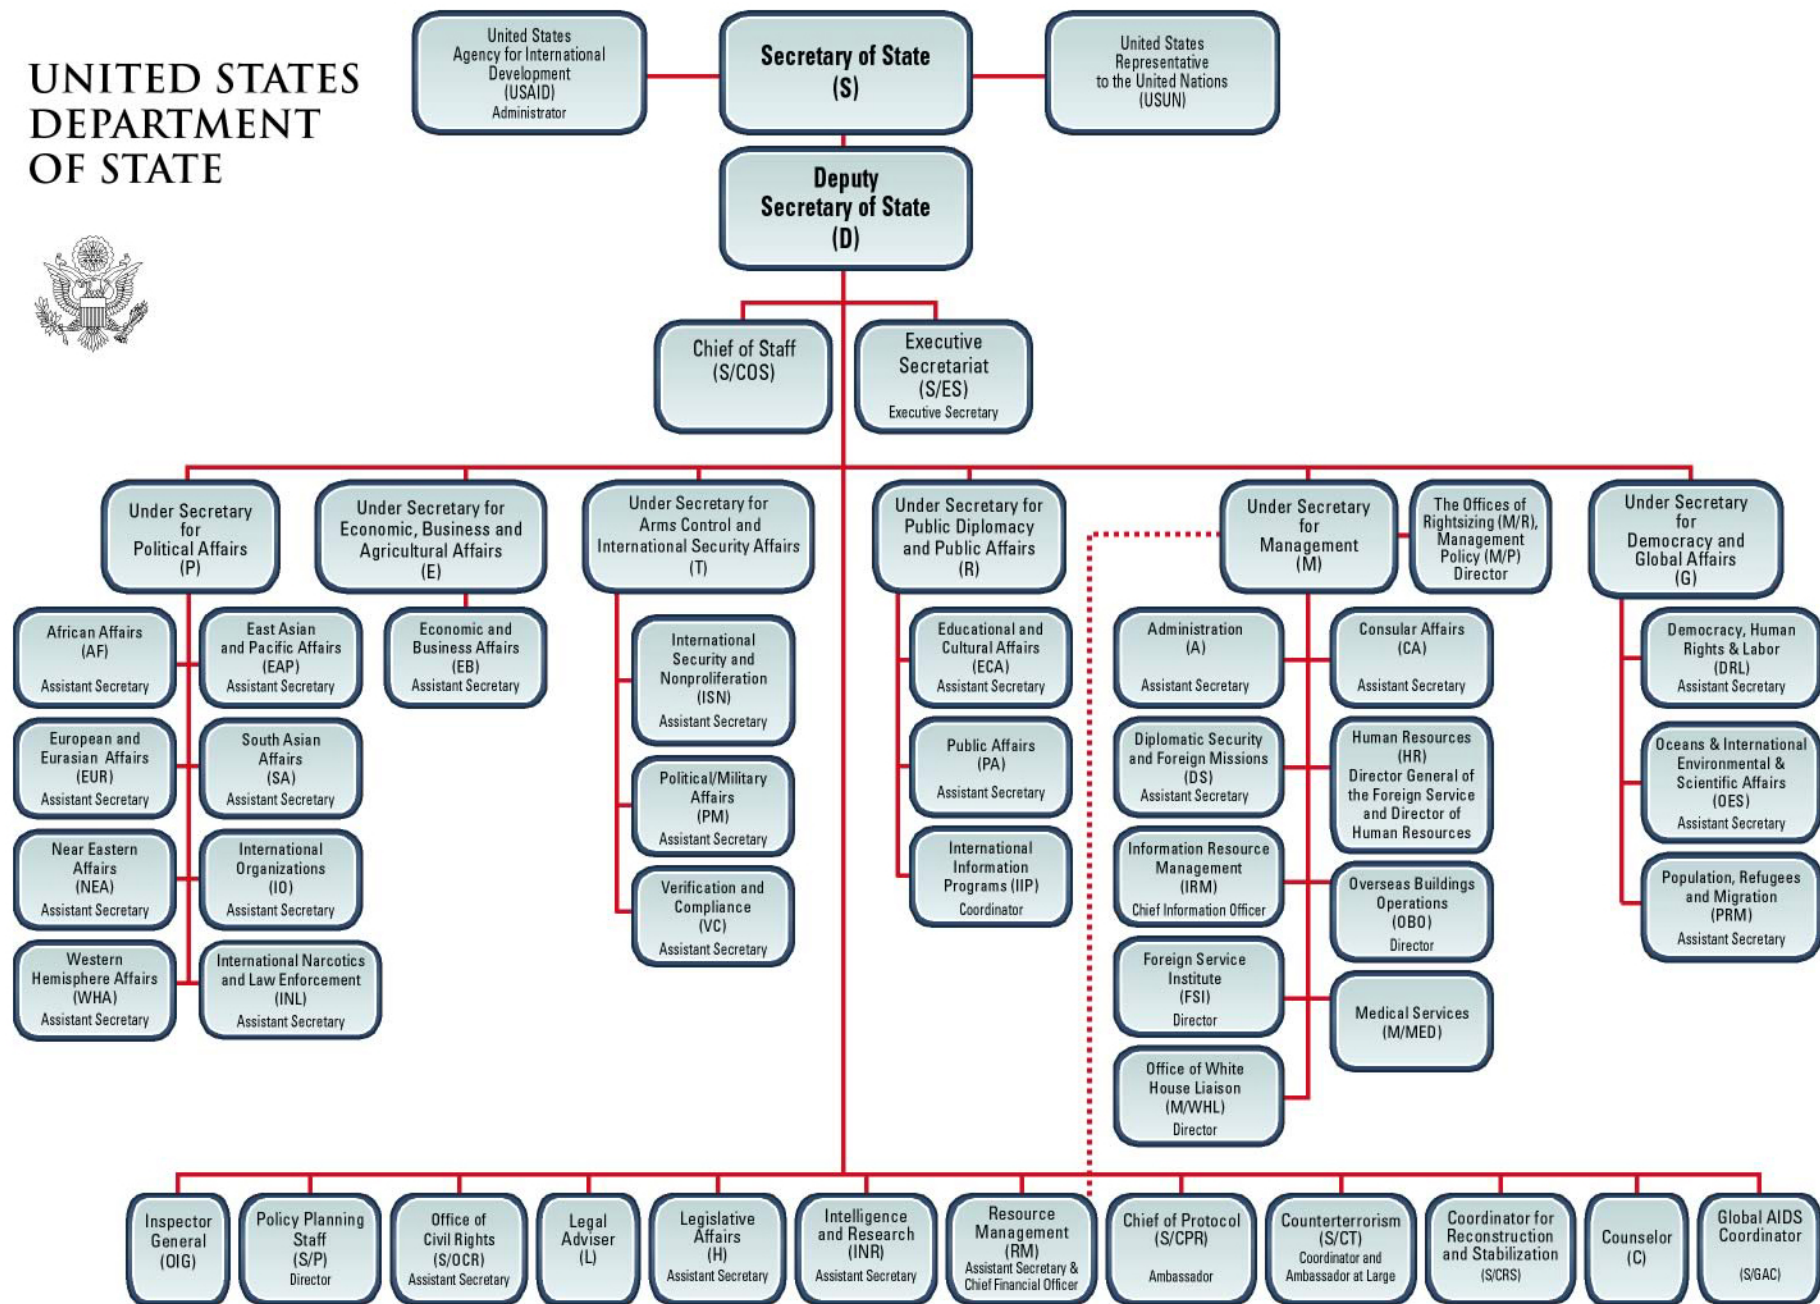 UNITED STATES
DEPARTMENT
OF STATE
United States
Agency for International
Development
(USAID)
Administrator
Secretary of State
(S)
United States
Representative
to the United Nations
(USUN)
Deputy
Secretary of State
(D)
Chief of Staff
(S/COS)
Executive
Secretariat
(S/ES)
Executive Secretary
Under Secretary
for
Political Affairs
(P)
Under Secretary for
Economic, Business and
Agricultural Affairs
(E)
Under Secretary for
Arms Control and
International Security Affairs
(T)
Under Secretary for
Public Diplomacy
and Public Affairs
(R)
Under Secretary
for
Management
(M)
The Offices of
Rightsizing (M/R),
Management
Policy (M/P)
Director
Under Secretary
for
Democracy and
Global Affairs
(G)
African Affairs
(AF)
Assistant Secretary
East Asian
and Pacific Affairs
(EAP)
Assistant Secretary
European and
Eurasian Affairs
(EUR)
Assistant Secretary
South Asian
Affairs
(SA)
Assistant Secretary
Near Eastern
Affairs
(NEA)
Assistant Secretary
International
Organizations
(IO)
Assistant Secretary
Western
Hemisphere Affairs
(WHA)
Assistant Secretary
International Narcotics
and Law Enforcement
(INL)
Assistant Secretary
Economic and
Business Affairs
(EB)
Assistant Secretary
International
Security and
Nonproliferation
(ISN)
Assistant Secretary
Political/Military
Affairs
(PM)
Assistant Secretary
Verification and
Compliance
(VC)
Assistant Secretary
Educational and
Cultural Affairs
(ECA)
Assistant Secretary
Public Affairs
(PA)
Assistant Secretary
International
Information
Programs (IIP)
Coordinator
Administration
(A)
Assistant Secretary
Consular Affairs
(CA)
Assistant Secretary
Diplomatic Security
and Foreign Missions
(DS)
Assistant Secretary
Human Resources
(HR)
Director General of
the Foreign Service
and Director of
Human Resources
Information Resource
Management
(IRM)
Chief Information Officer
Overseas Buildings
Operations
(OBO)
Director
Foreign Service
Institute
(FSI)
Director
Medical Services
(M/MED)
Office of White
House Liaison
(M/WHL)
Director
Democracy, Human
Rights & Labor
(DRL)
Assistant Secretary
Oceans & International
Environmental &
Scientific Affairs
(OES)
Assistant Secretary
Population, Refugees
and Migration
(PRM)
Assistant Secretary
Inspector
General
(OIG)
Policy Planning
Staff
(S/P)
Director
Office of
Civil Rights
(S/OCR)
Assistant Secretary
Legal
Adviser
(L)
Legislative
Affairs
(H)
Assistant Secretary
Intelligence
and Research
(INR)
Assistant Secretary
Resource
Management
(RM)
Assistant Secretary &
Chief Financial Officer
Chief of Protocol
(S/CPR)
Ambassador
Counterterrorism
(S/CT)
Coordinator and
Ambassador at Large
Coordinator for
Reconstruction
and Stabilization
(S/CRS)
Counselor
(C)
Global AIDS
Coordinator
(S/GAC)